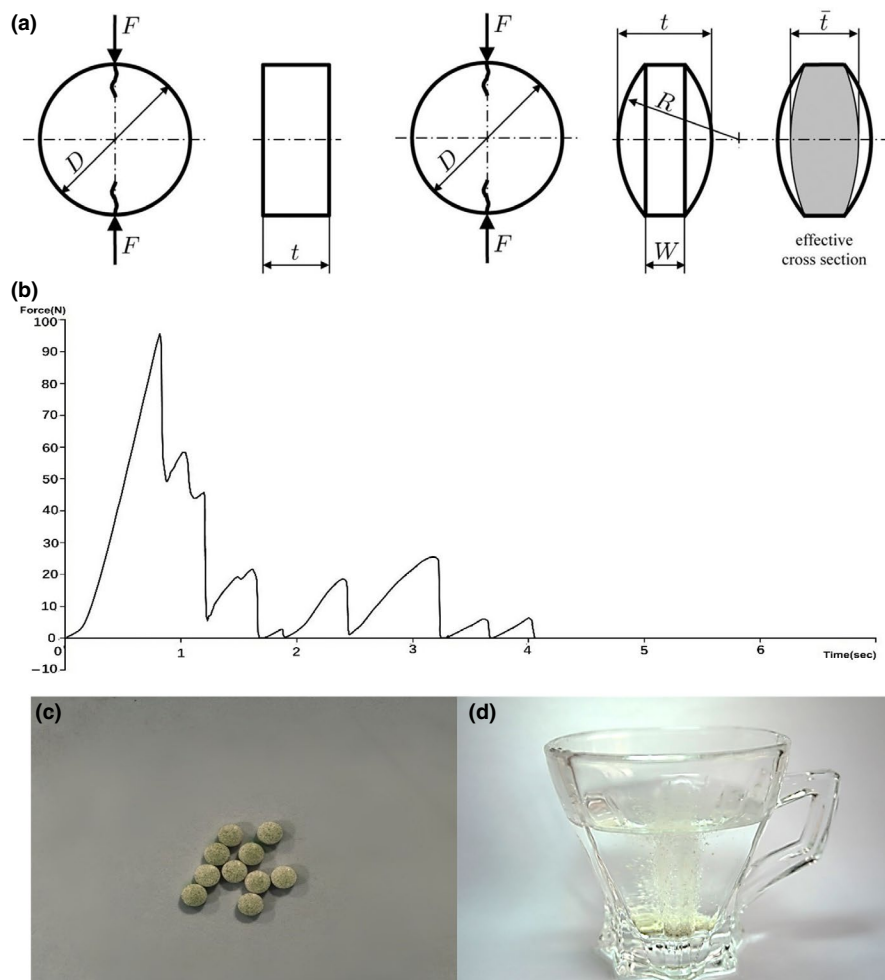 (a)
F
D
F
t
F
D
F
t
R
W
t̄
effective
cross section
(b)
Force(N)
100
90
80
70
60
50
40
30
20
10
0
−10
0
1
2
3
4
5
6
Time(sec)
(c)
(d)